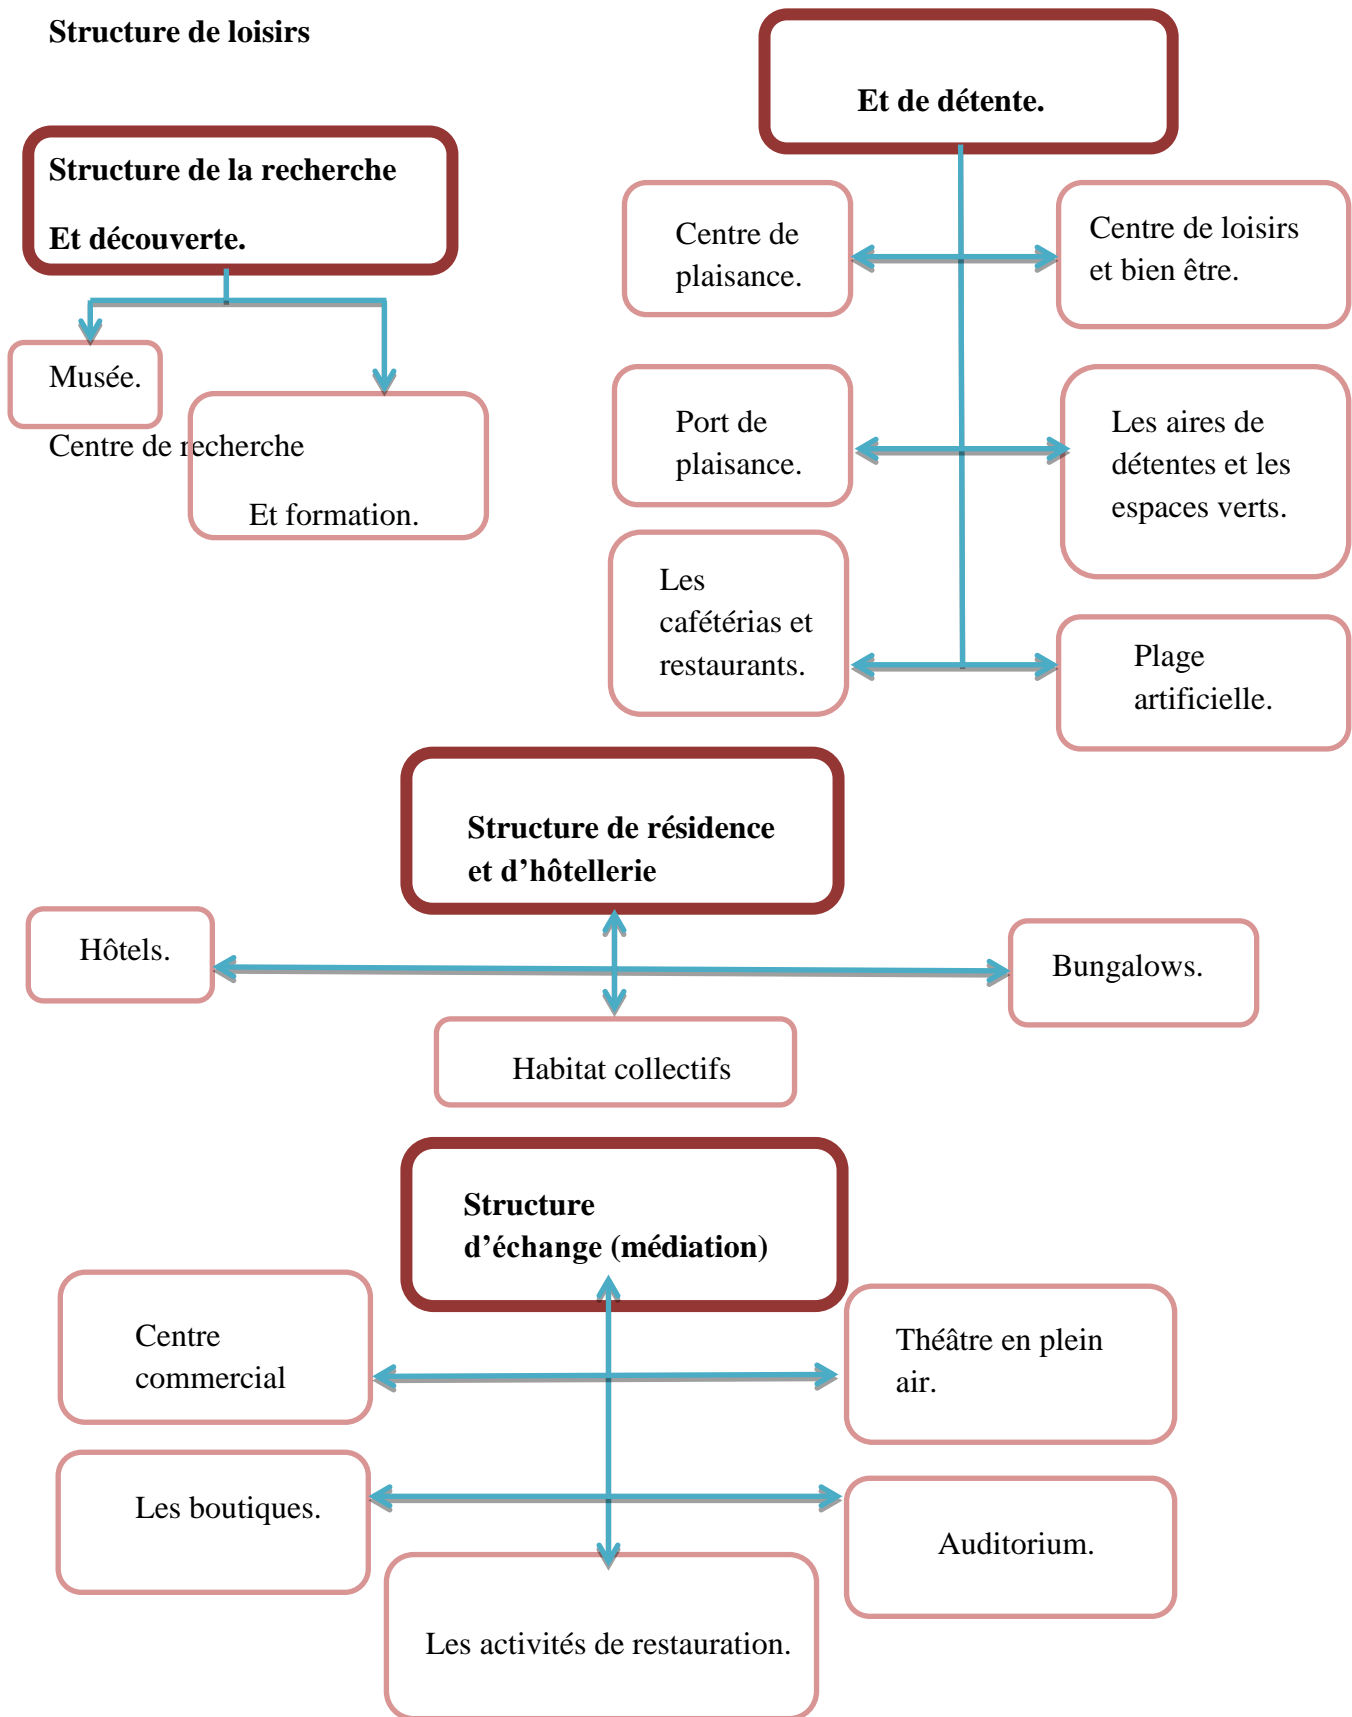 Structure de loisirs
Et de détente.
Structure de la recherche
Et découverte.
Centre de
plaisance.
Centre de loisirs
et bien être.
Musée.
Centre de recherche
Et formation.
Port de
plaisance.
Les aires de
détentes et les
espaces verts.
Les
cafétérias et
restaurants.
Plage
artificielle.
Structure de résidence
et d’hôtellerie
Hôtels.
Bungalows.
Habitat collectifs
Structure
d’échange (médiation)
Centre
commercial
Théâtre en plein
air.
Les boutiques.
Auditorium.
Les activités de restauration.